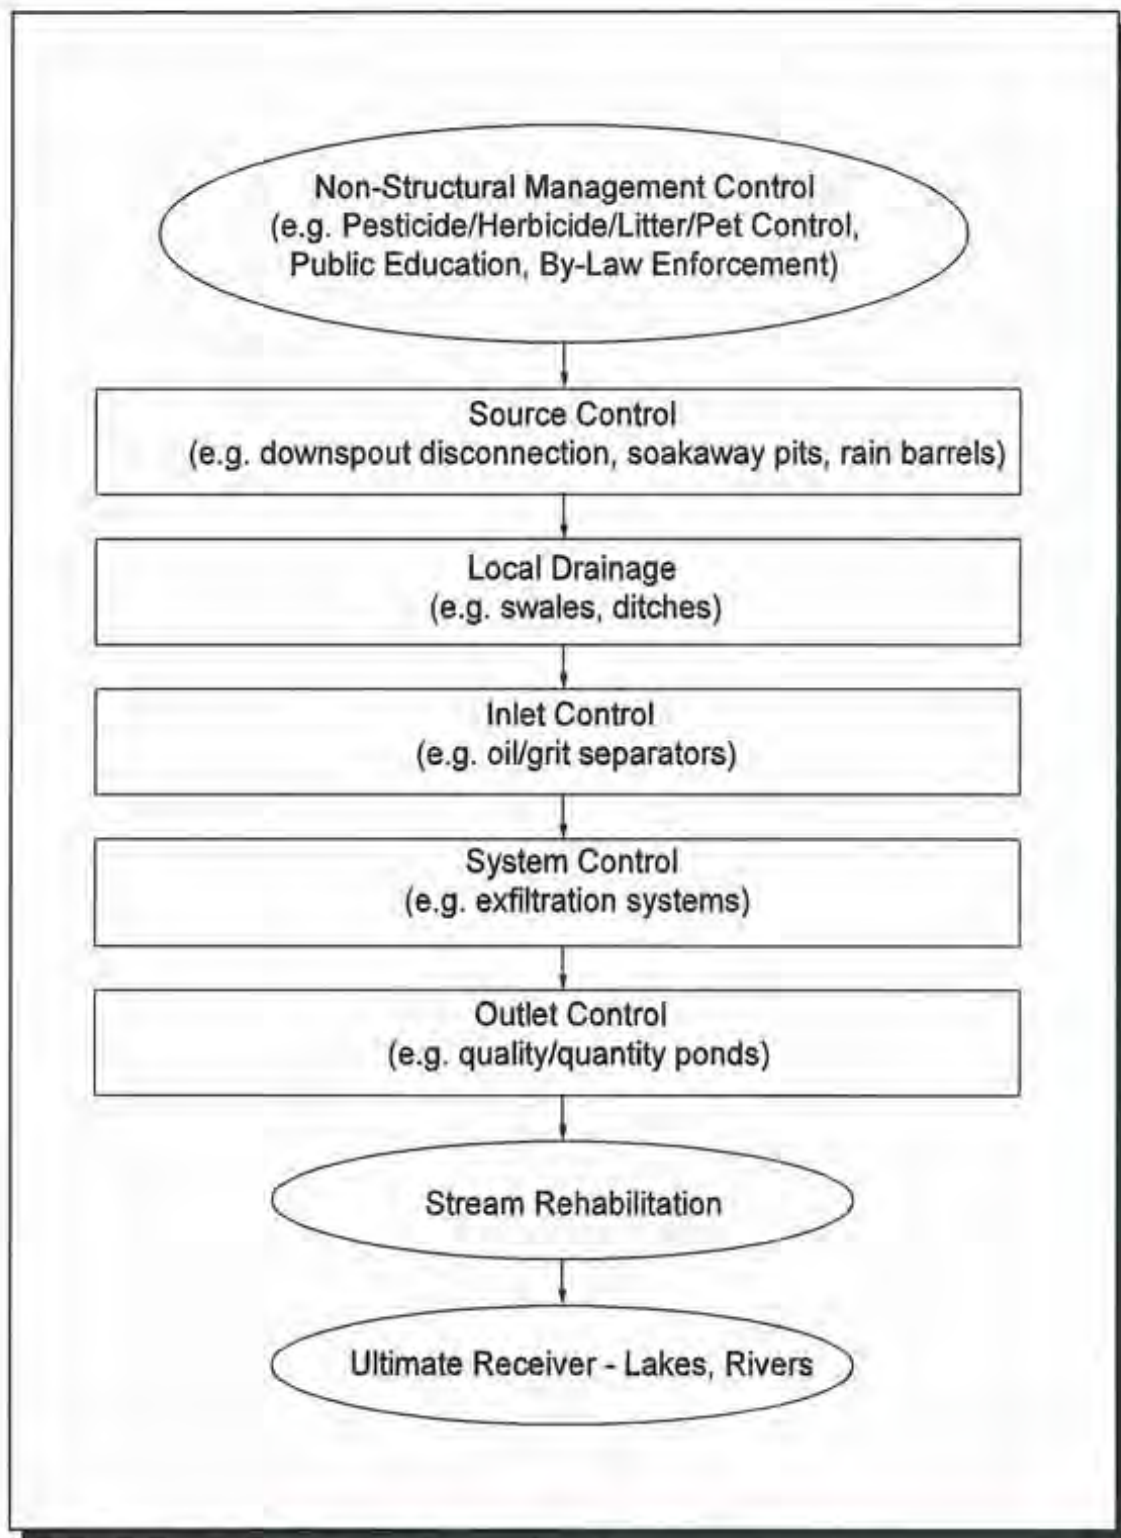 Non-Structural Management Control
(e.g. Pesticide/Herbicide/Litter/Pet Control,
Public Education, By-Law Enforcement)
Source Control
(e.g. downspout disconnection, soakaway pits, rain barrels)
Local Drainage
(e.g. swales, ditches)
Inlet Control
(e.g. oil/grit separators)
System Control
(e.g. exfiltration systems)
Outlet Control
(e.g. quality/quantity ponds)
Stream Rehabilitation
Ultimate Receiver - Lakes, Rivers